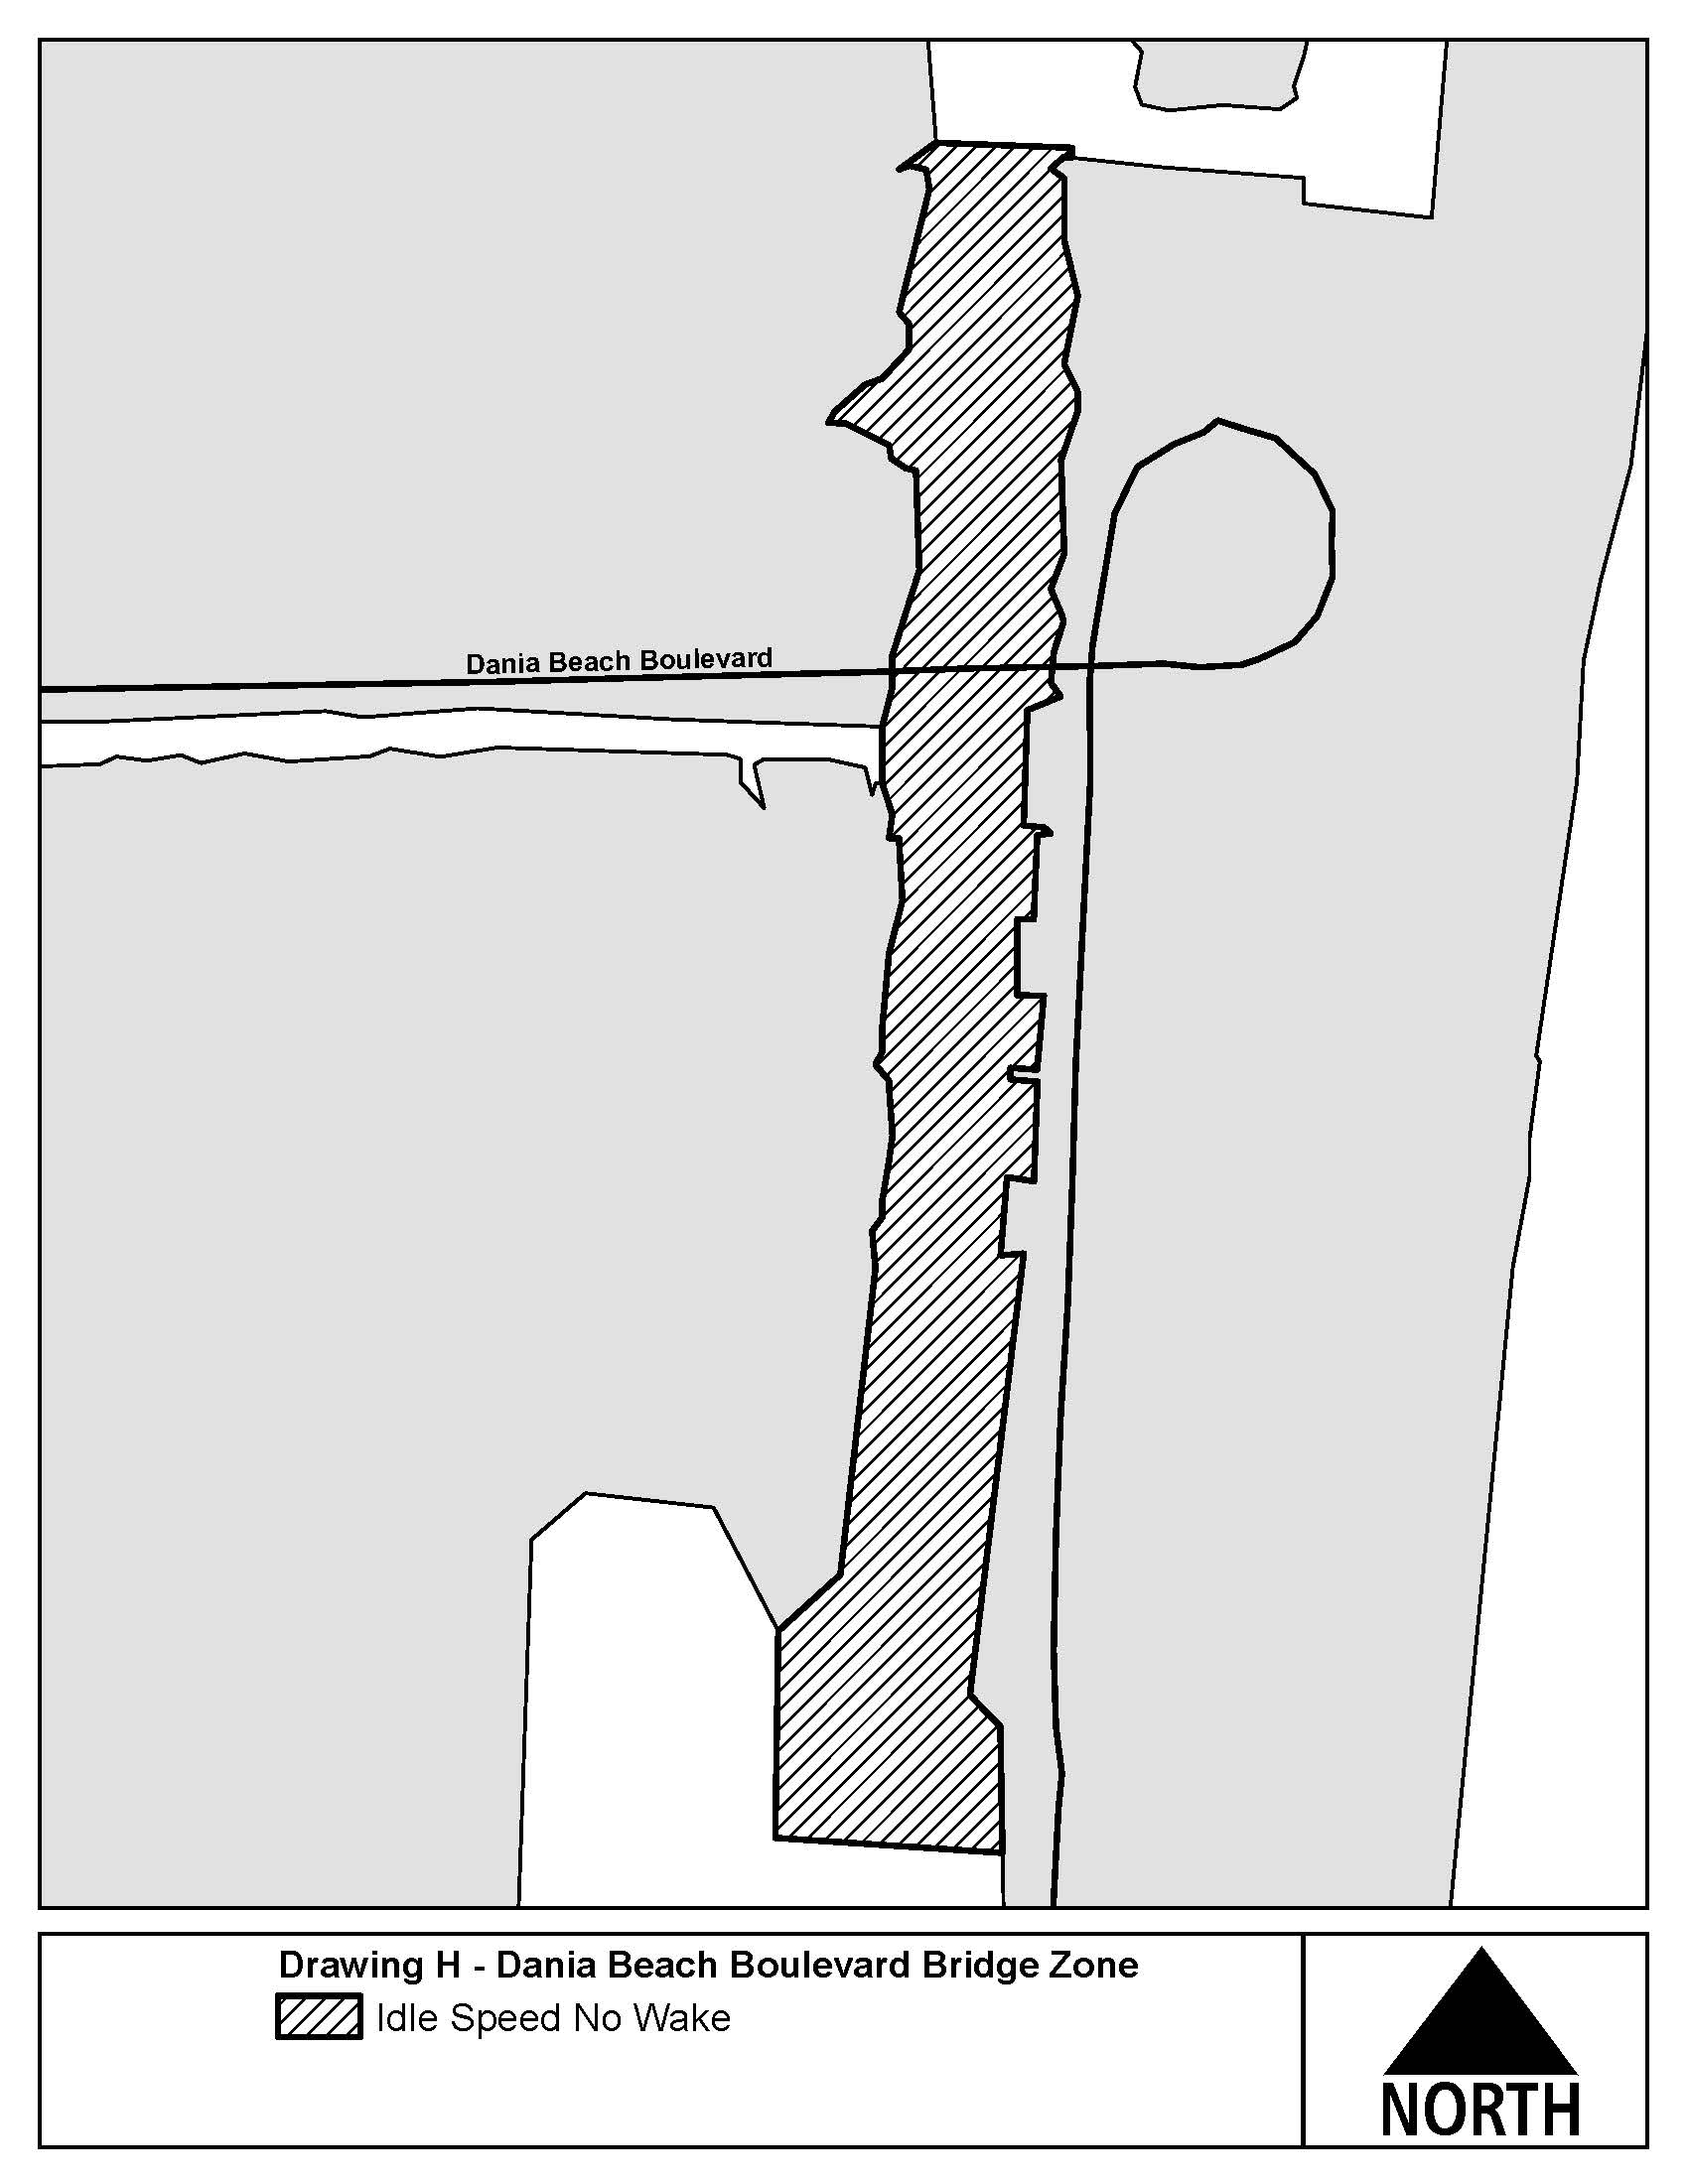 Dania Beach Boulevard
Drawing H - Dania Beach Boulevard Bridge Zone
Idle Speed No Wake
NORTH